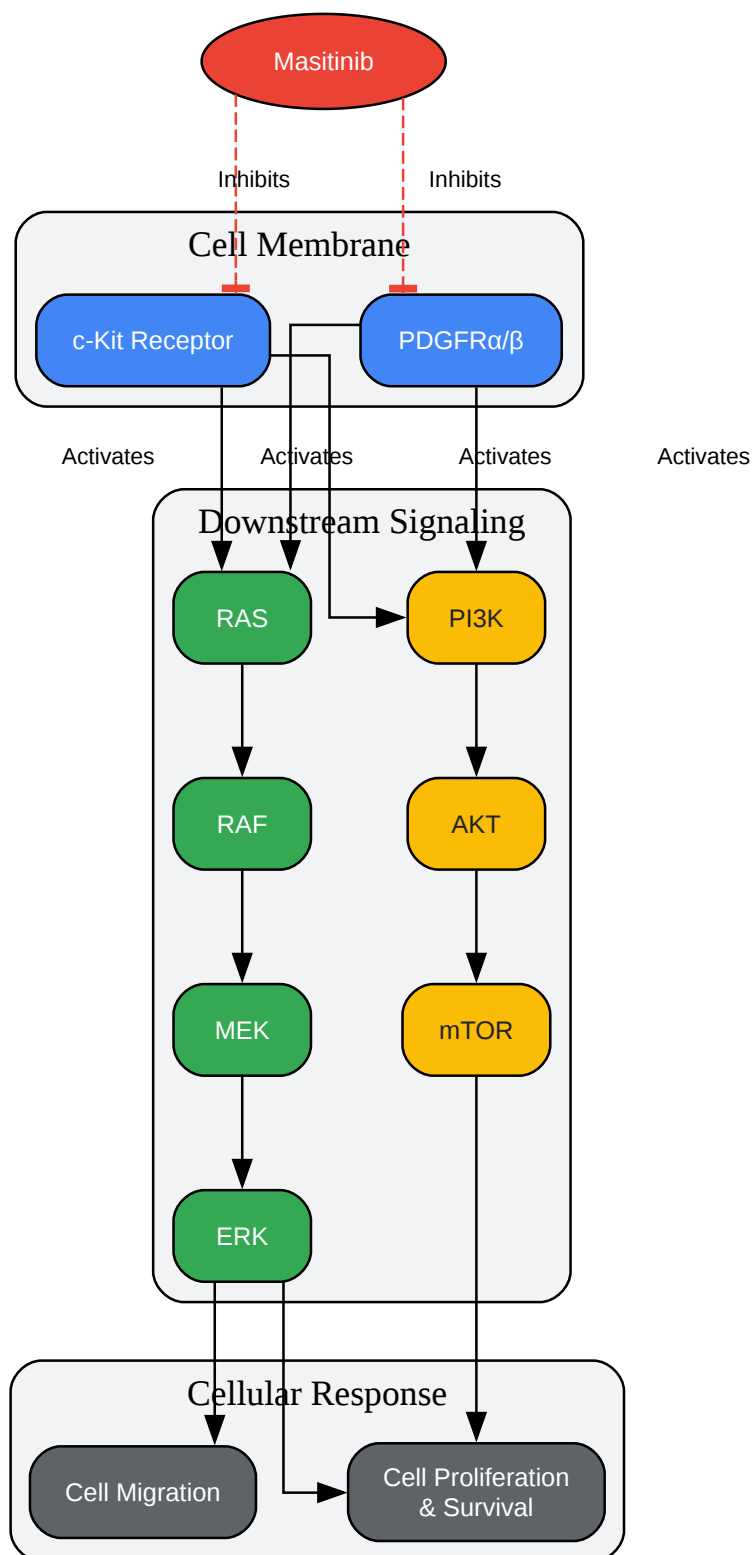 Masitinib
Inhibits
Inhibits
Cell Membrane
c-Kit Receptor
PDGFRα/β
Activates
Activates
Activates
Activates
Downstream Signaling
RAS
PI3K
RAF
AKT
MEK
mTOR
ERK
Cellular Response
Cell Migration
Cell Proliferation
& Survival